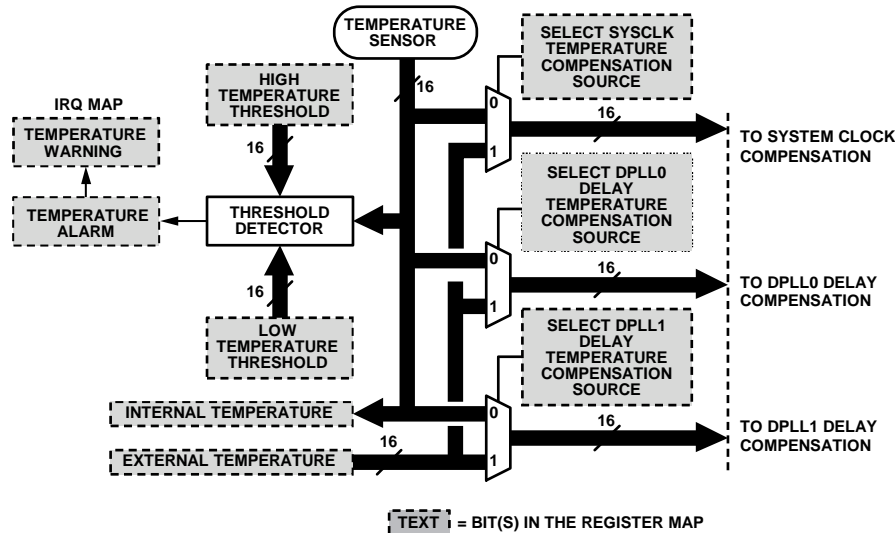 TEMPERATURE
SENSOR
16
HIGH
TEMPERATURE
THRESHOLD
16
IRQ MAP
TEMPERATURE
WARNING
TEMPERATURE
ALARM
THRESHOLD
DETECTOR
16
LOW
TEMPERATURE
THRESHOLD
INTERNAL TEMPERATURE
EXTERNAL TEMPERATURE
16
SELECT SYSCLK
TEMPERATURE
COMPENSATION
SOURCE
0
1
16
TO SYSTEM CLOCK
COMPENSATION
SELECT DPLL0
DELAY
TEMPERATURE
COMPENSATION
SOURCE
0
1
16
TO DPLL0 DELAY
COMPENSATION
SELECT DPLL1
DELAY
TEMPERATURE
COMPENSATION
SOURCE
0
1
16
TO DPLL1 DELAY
COMPENSATION
TEXT = BIT(S) IN THE REGISTER MAP